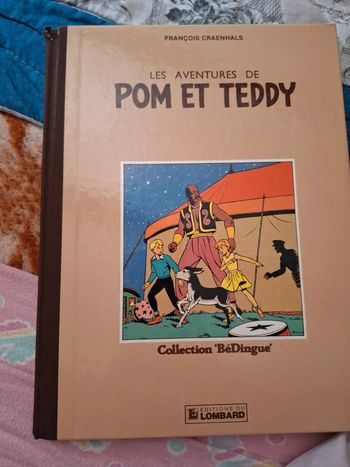 FRANÇOIS CRAENHALS
LES AVENTURES DE
POM ET TEDDY
Collection 'BéDingue'
EDITIONS DU
LOMBARD